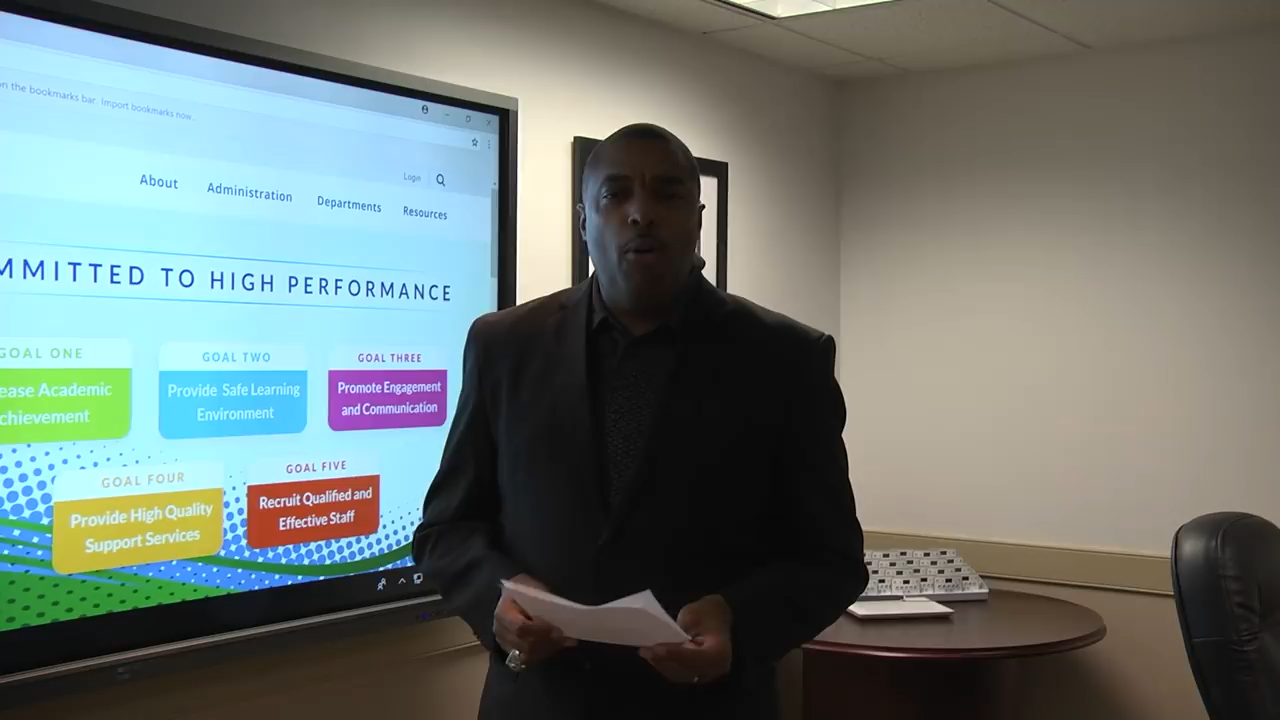 on the bookmarks bar. Import bookmarks now...
Login
About Administration Departments Resources
MMITTED TO HIGH PERFORMANCE
GOAL ONE
ease Academic
chievement
GOAL TWO
Provide Safe Learning
Environment
GOAL THREE
Promote Engagement
and Communication
GOAL FOUR
Provide High Quality
Support Services
GOAL FIVE
Recruit Qualified and
Effective Staff